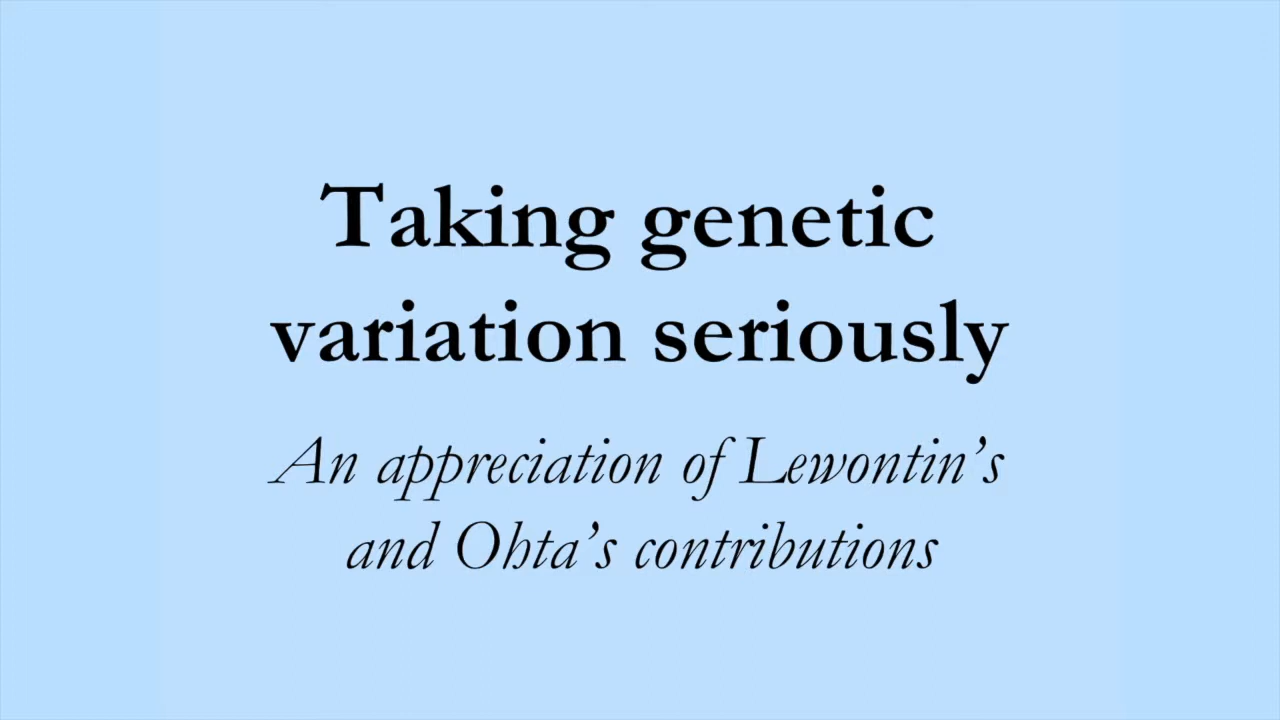 Taking genetic
variation seriously
An appreciation of Lewontin’s
and Ohta’s contributions